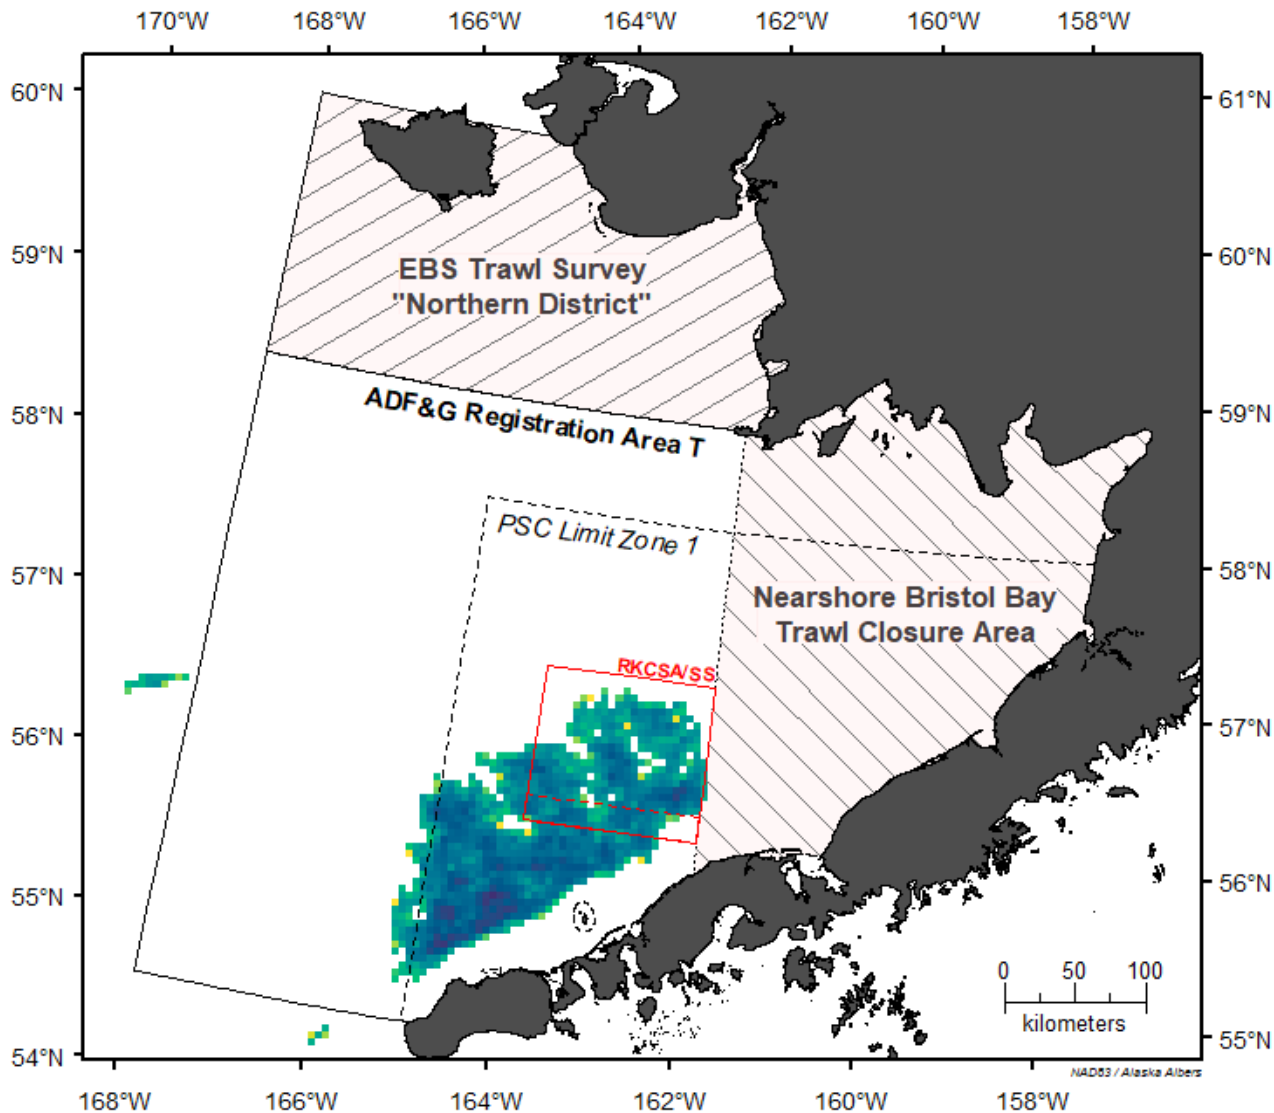 170°W 168°W 166°W 164°W 162°W 160°W 158°W
60°N
61°N
59°N
60°N
EBS Trawl Survey
"Northern District"
58°N
59°N
ADF&G Registration Area T
PSC Limit Zone 1
57°N
58°N
Nearshore Bristol Bay
Trawl Closure Area
RKCSA/SS
56°N
57°N
55°N
56°N
0 50 100
kilometers
54°N
55°N
NAD83 / Alaska Albers
168°W 166°W 164°W 162°W 160°W 158°W